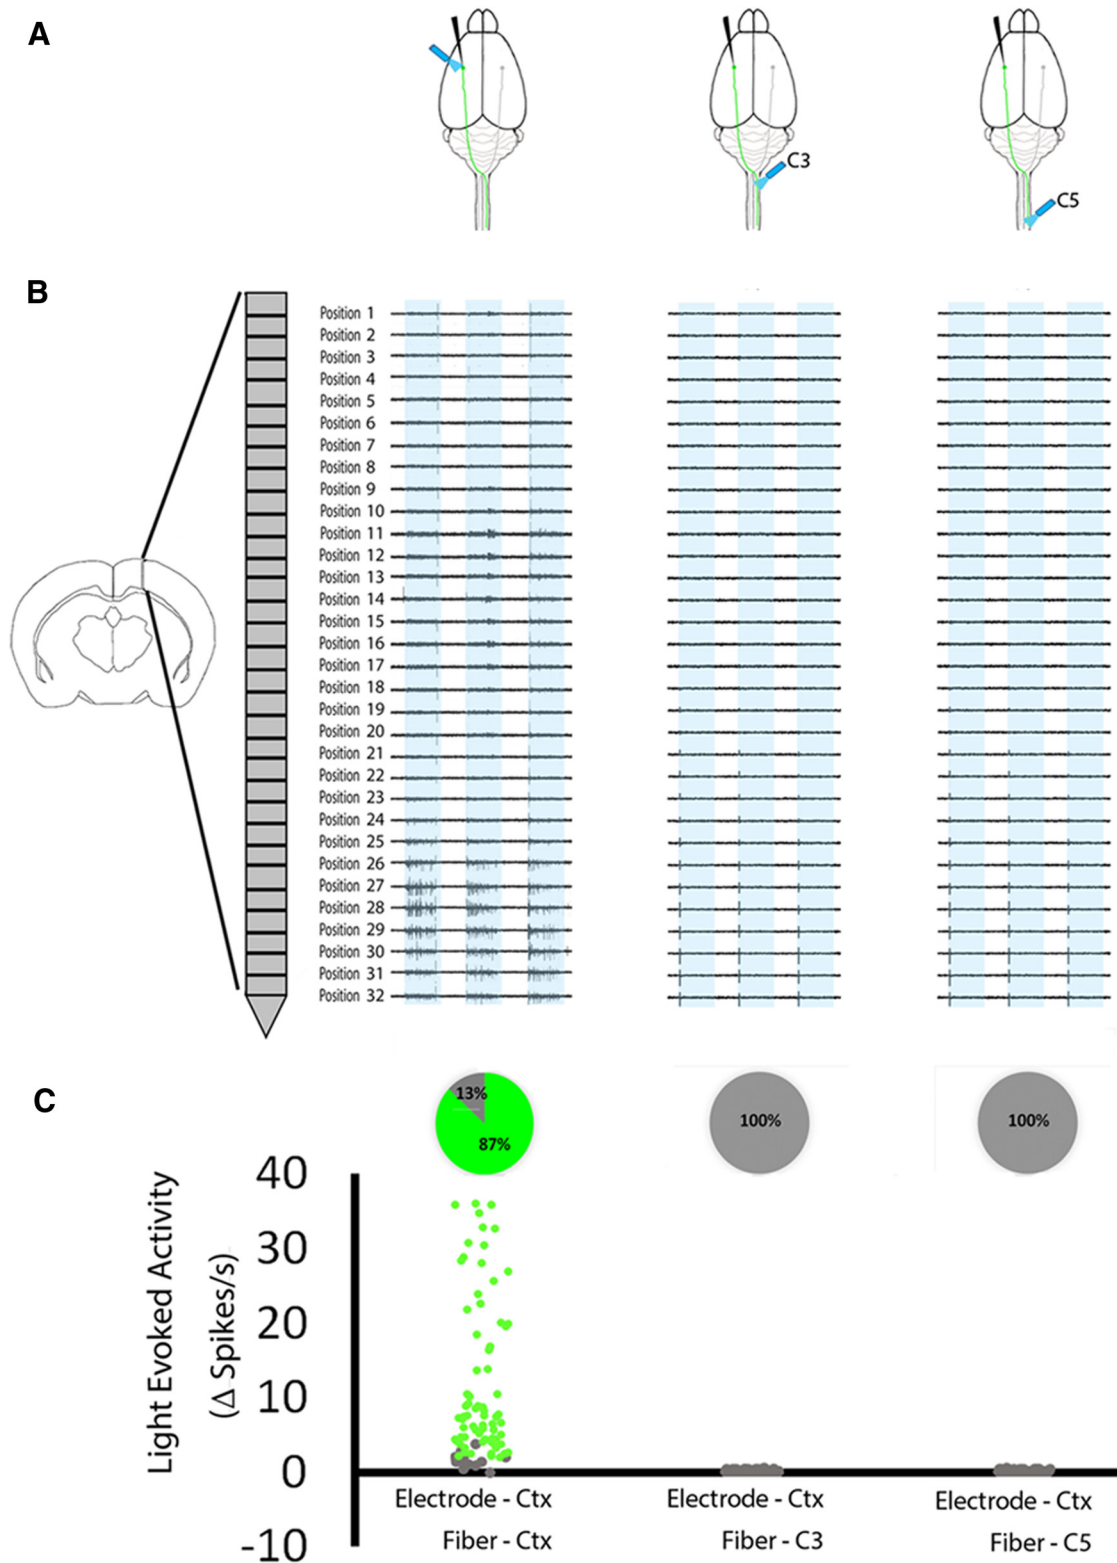 A
C3
C5
B
Position 1
Position 2
Position 3
Position 4
Position 5
Position 6
Position 7
Position 8
Position 9
Position 10
Position 11
Position 12
Position 13
Position 14
Position 15
Position 16
Position 17
Position 18
Position 19
Position 20
Position 21
Position 22
Position 23
Position 24
Position 25
Position 26
Position 27
Position 28
Position 29
Position 30
Position 31
Position 32
C
13%
87%
100%
100%
Light Evoked Activity
(Δ Spikes/s)
40
30
20
10
0
-10
Electrode - Ctx
Fiber - Ctx
Electrode - Ctx
Fiber - C3
Electrode - Ctx
Fiber - C5